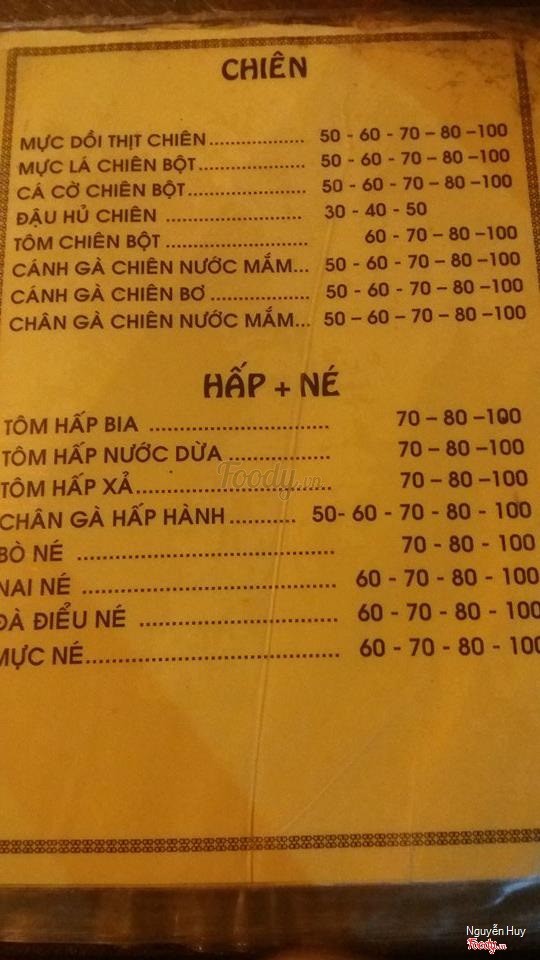 CHIÊN
MỰC DỒI THỊT CHIÊN.................. 50 - 60 - 70 – 80 –100
MỰC LÁ CHIÊN BỘT.................... 50 - 60 - 70 – 80 –100
CÁ CỜ CHIÊN BỘT...................... 50 - 60 - 70 – 80 –100
ĐẬU HỦ CHIÊN ......................... 30 - 40 - 50
TÔM CHIÊN BỘT......................... 60 - 70 – 80 –100
CÁNH GÀ CHIÊN NƯỚC MẮM... 50 - 60 - 70 – 80 –100
CÁNH GÀ CHIÊN BƠ.................. 50 - 60 - 70 – 80 - 100
CHÂN GÀ CHIÊN NƯỚC MẮM... 50 – 60 – 70 – 80 - 100
HẤP + NÉ
TÔM HẤP BIA ................................ 70 – 80 –100
TÔM HẤP NƯỚC DỪA ................... 70 – 80 - 100
TÔM HẤP XẢ.................................. 70 – 80 - 100
CHÂN GÀ HẤP HÀNH........... 50- 60 - 70 - 80 - 100
BÒ NÉ .......................................... 70 - 80 - 100
NAI NÉ ................................... 60 - 70 - 80 - 100
ĐÀ ĐIỂU NÉ ........................... 60 - 70 - 80 - 100
MỰC NÉ................................... 60 - 70 - 80 - 100
Foody.vn
Nguyễn Huy
Foody.vn